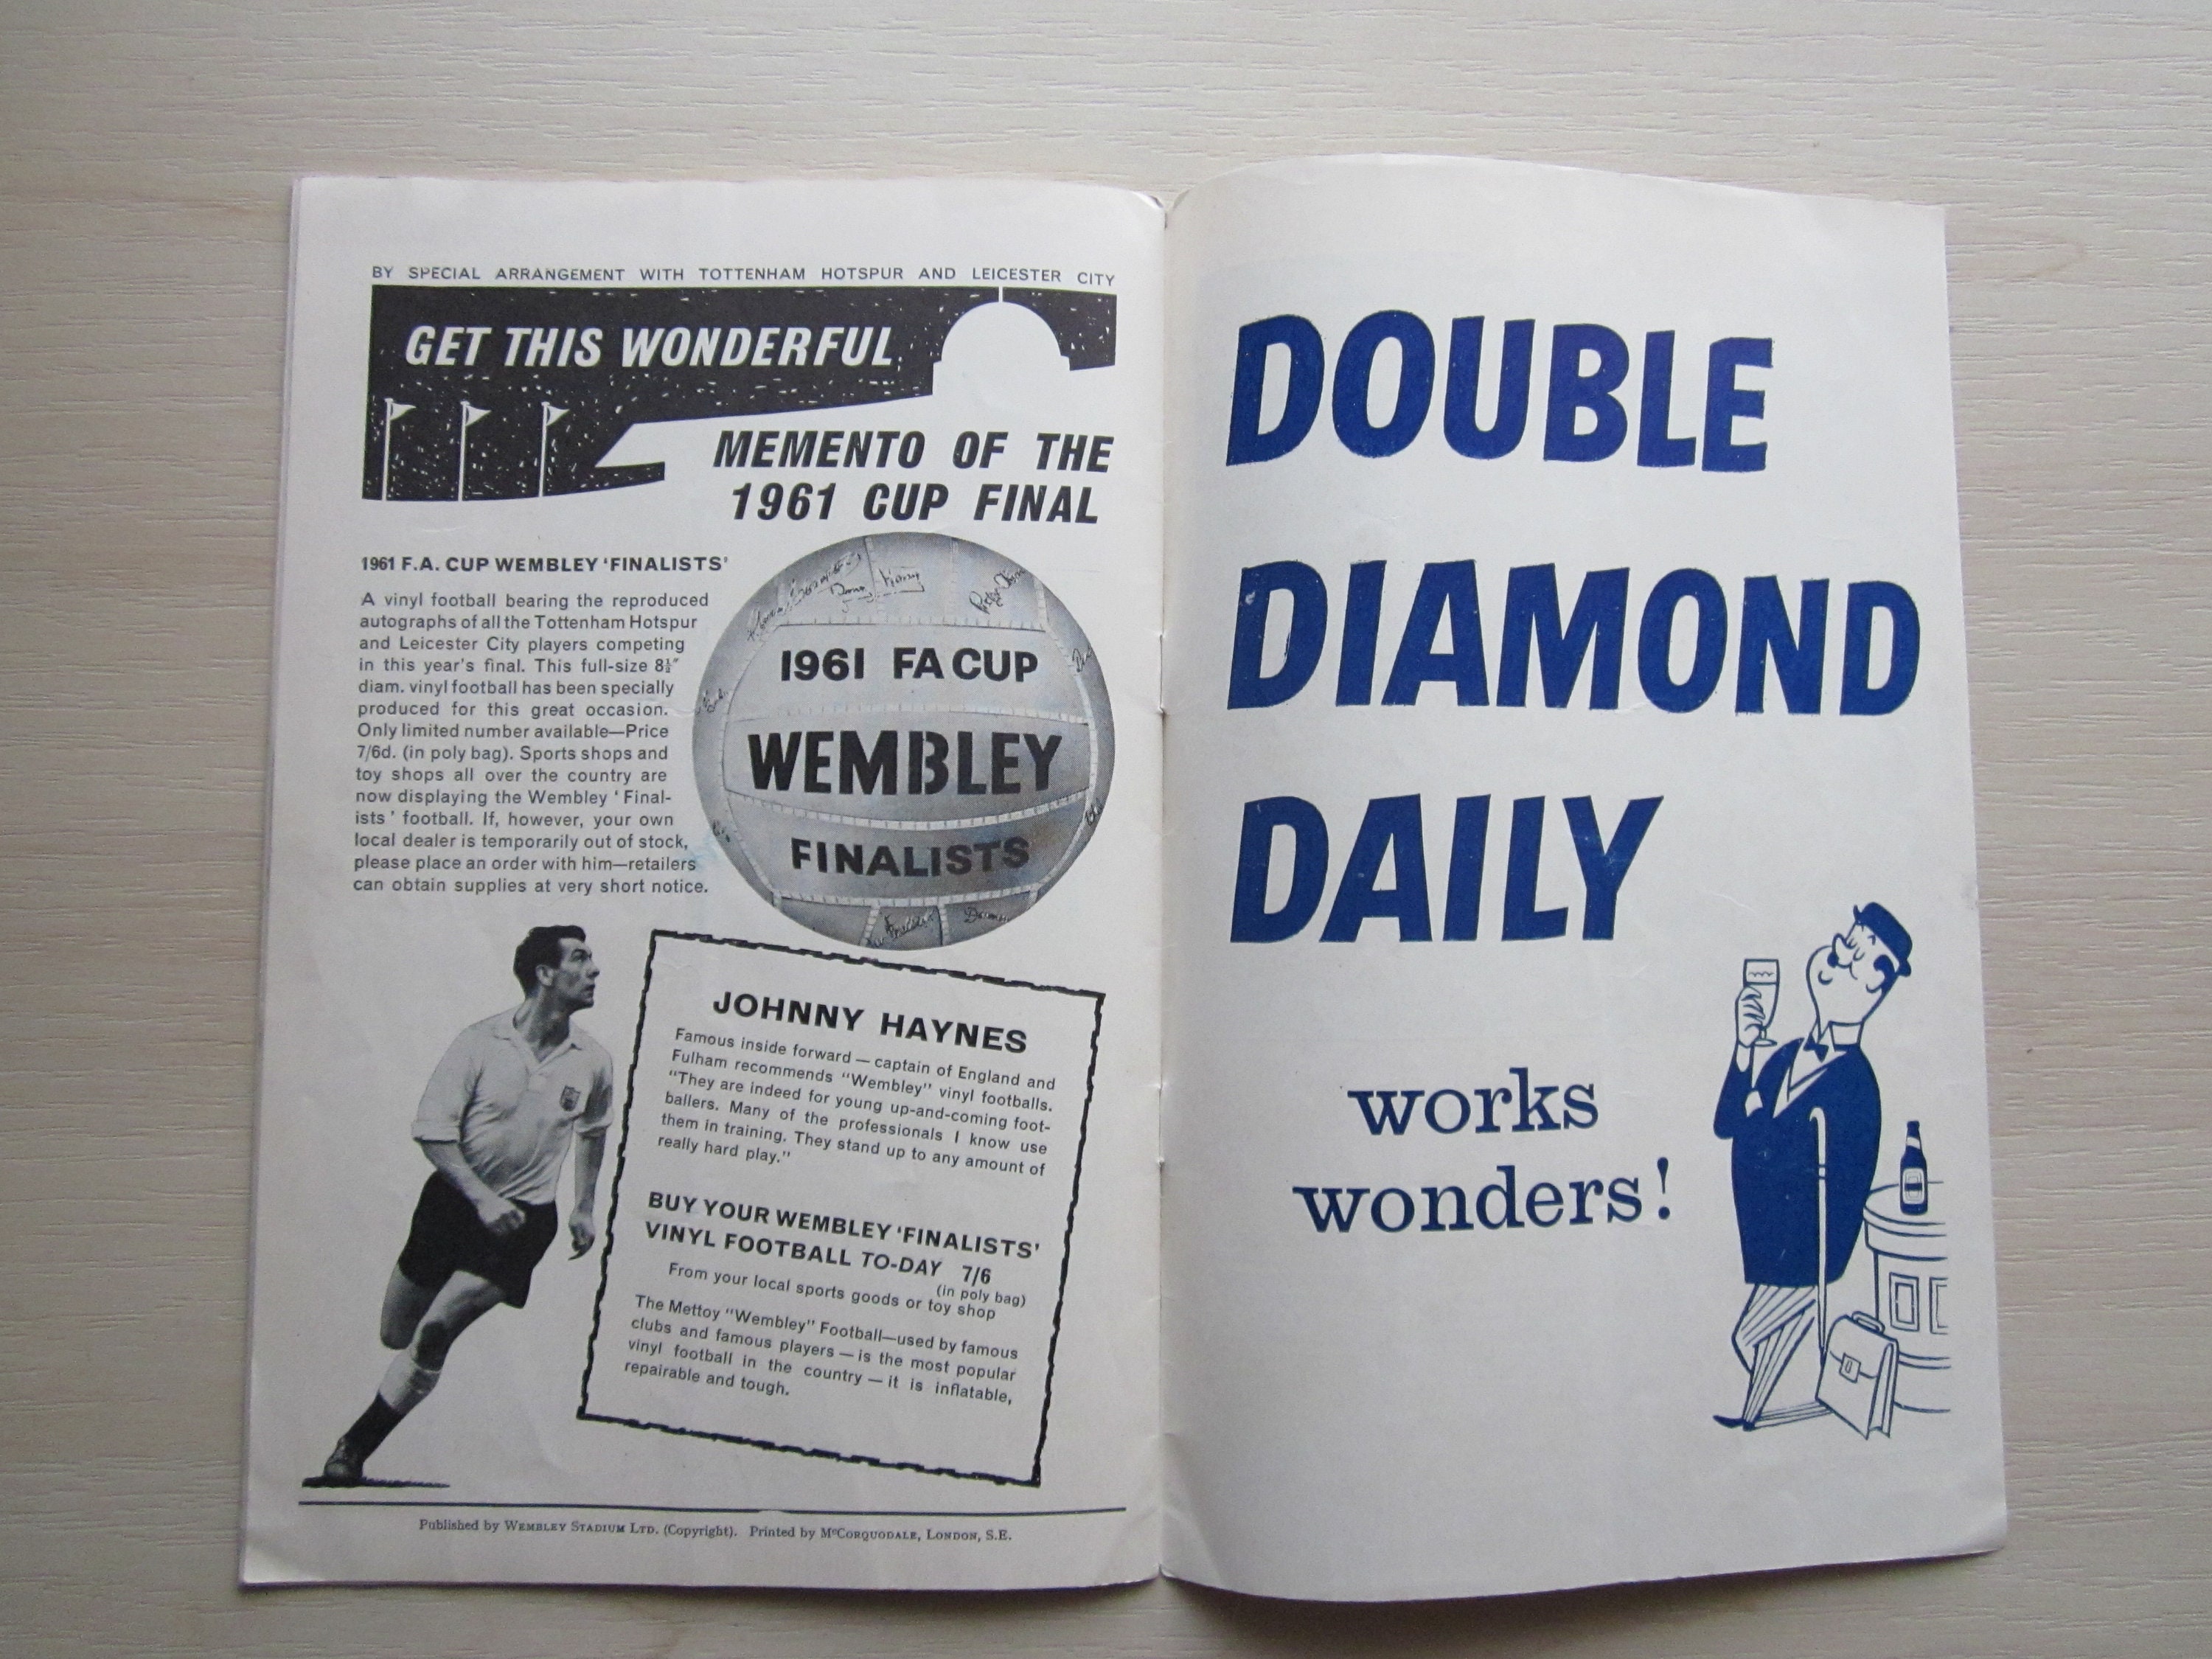 BY SPECIAL ARRANGEMENT WITH TOTTENHAM HOTSPUR AND LEICESTER CITY
GET THIS WONDERFUL
MEMENTO OF THE
1961 CUP FINAL
1961 F.A. CUP WEMBLEY ‘FINALISTS’
A vinyl football bearing the reproduced
autographs of all the Tottenham Hotspur
and Leicester City players competing
in this year's final. This full-size 8½″
diam. vinyl football has been specially
produced for this great occasion.
Only limited number available—Price
7/6d. (in poly bag). Sports shops and
toy shops all over the country are
now displaying the Wembley ‘ Final-
ists ’ football. If, however, your own
local dealer is temporarily out of stock,
please place an order with him—retailers
can obtain supplies at very short notice.
1961 FA CUP
WEMBLEY
FINALISTS
JOHNNY HAYNES
Famous inside forward — captain of England and
Fulham recommends “Wembley” vinyl footballs.
“They are indeed for young up-and-coming foot-
ballers. Many of the professionals I know use
them in training. They stand up to any amount of
really hard play.”
BUY YOUR WEMBLEY ‘FINALISTS’
VINYL FOOTBALL TO-DAY 7/6
(in poly bag)
From your local sports goods or toy shop
The Mettoy “Wembley” Football—used by famous
clubs and famous players — is the most popular
vinyl football in the country — it is inflatable,
repairable and tough.
Published by WEMBLEY STADIUM LTD. (Copyright). Printed by McCORQUODALE, LONDON, S.E.
DOUBLE
DIAMOND
DAILY
works
wonders!